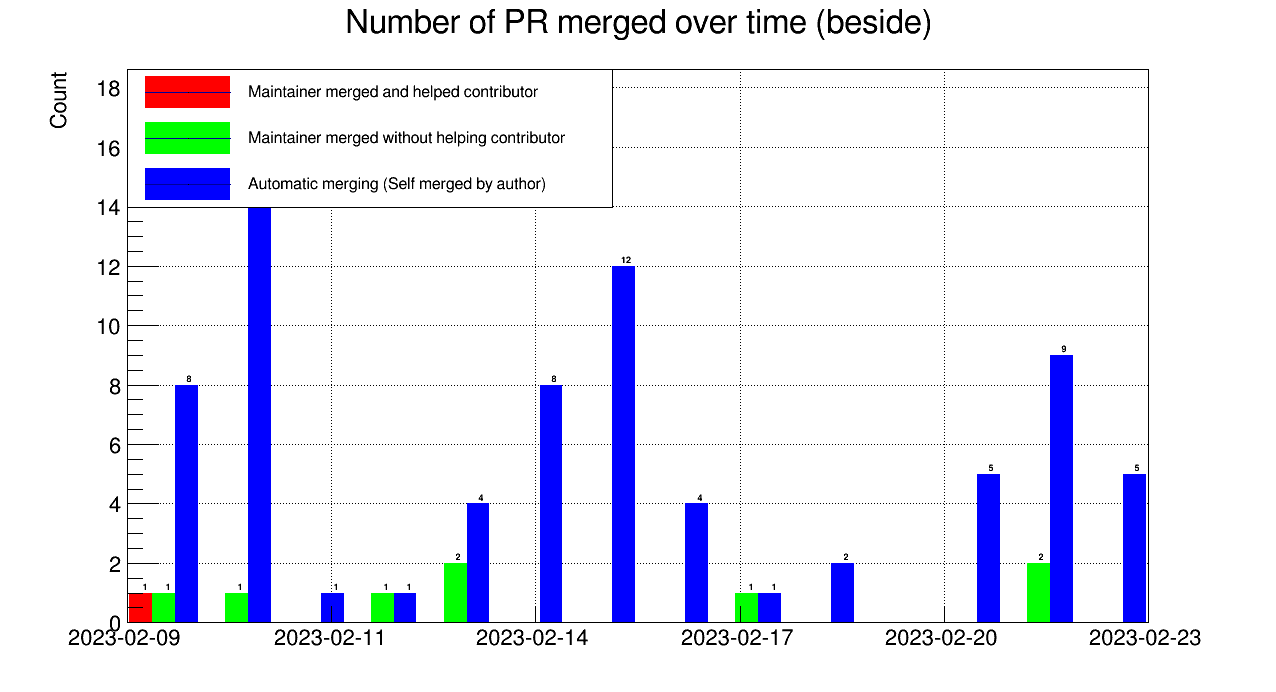 Number of PR merged over time (beside)
Count
Maintainer merged and helped contributor
Maintainer merged without helping contributor
Automatic merging (Self merged by author)
18
16
14
12
10
8
6
4
2
0
1 1 8 1 1 1 1 2 4 8 12 4 1 1 2 5 2 9 5
2023-02-09 2023-02-11 2023-02-14 2023-02-17 2023-02-20 2023-02-23